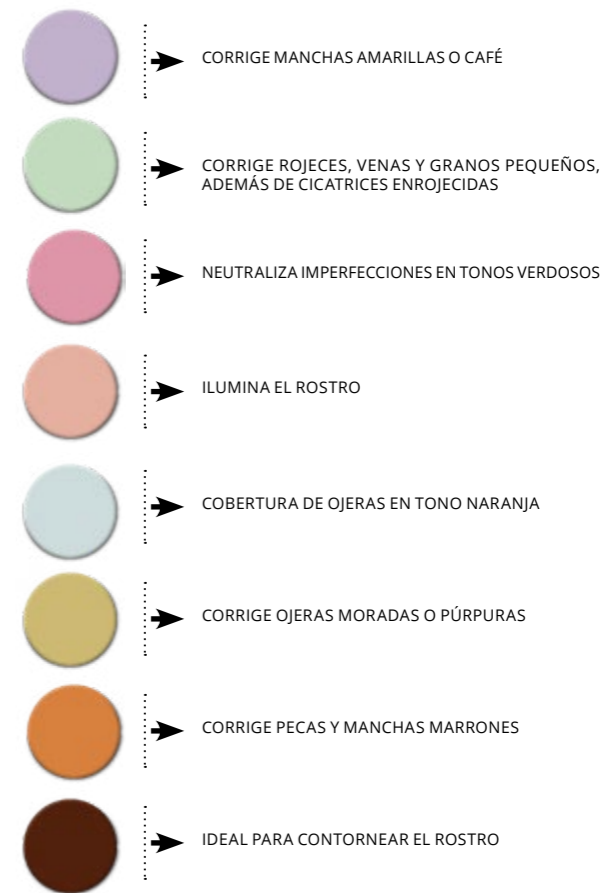 CORRIGE MANCHAS AMARILLAS O CAFÉ
CORRIGE ROJECES, VENAS Y GRANOS PEQUEÑOS,
ADEMÁS DE CICATRICES ENROJECIDAS
NEUTRALIZA IMPERFECCIONES EN TONOS VERDOSOS
ILUMINA EL ROSTRO
COBERTURA DE OJERAS EN TONO NARANJA
CORRIGE OJERAS MORADAS O PÚRPURAS
CORRIGE PECAS Y MANCHAS MARRONES
IDEAL PARA CONTORNEAR EL ROSTRO